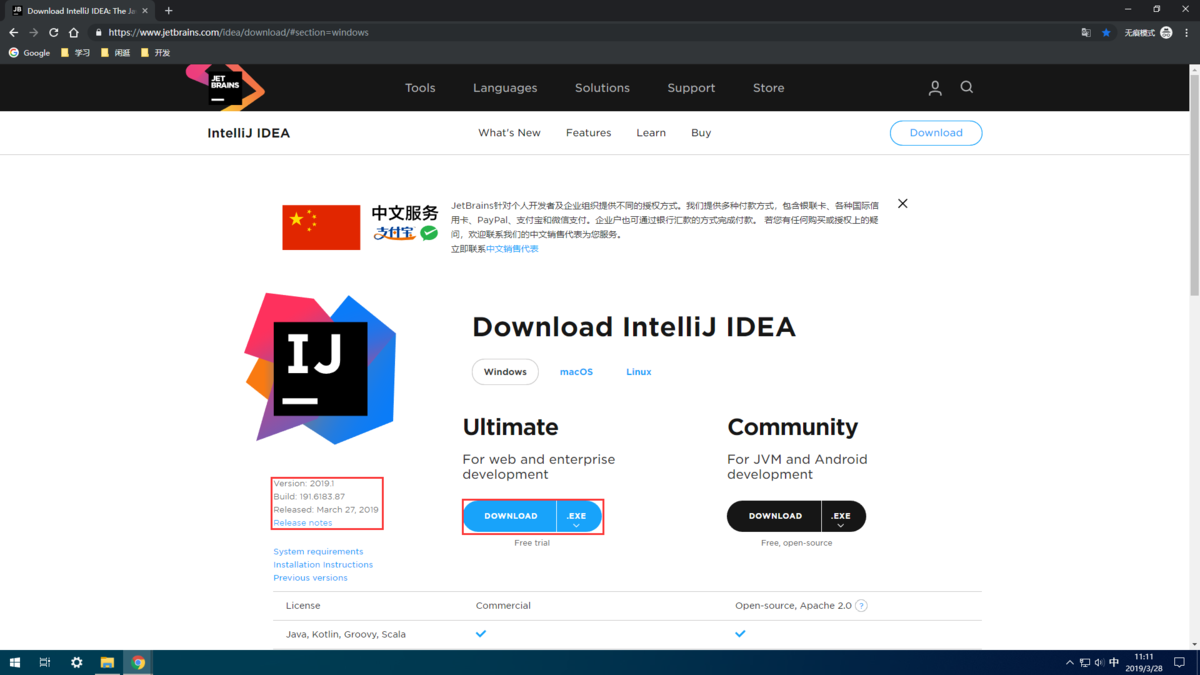 JB
Download IntelliJ IDEA: The Ja
https://www.jetbrains.com/idea/download/#section=windows
无痕模式
Google 学习 闲逛 开发
JET
BRAINS
Tools Languages Solutions Support Store
IntelliJ IDEA What's New Features Learn Buy Download
中文服务
支付宝
JetBrains针对个人开发者及企业组织提供不同的授权方式。我们提供多种付款方式，包含银联卡、各种国际信
用卡、PayPal、支付宝和微信支付。企业户也可通过银行汇款的方式完成付款。 若您有任何购买或授权上的疑
问，欢迎联系我们的中文销售代表为您服务。
立即联系中文销售代表
IJ
Download IntelliJ IDEA
Windows macOS Linux
Ultimate
For web and enterprise
development
DOWNLOAD .EXE
Free trial
Community
For JVM and Android
development
DOWNLOAD .EXE
Free, open-source
Version: 2019.1
Build: 191.6183.87
Released: March 27, 2019
Release notes
System requirements
Installation Instructions
Previous versions
License Commercial Open-source, Apache 2.0 ?
Java, Kotlin, Groovy, Scala
中
11:11
2019/3/28